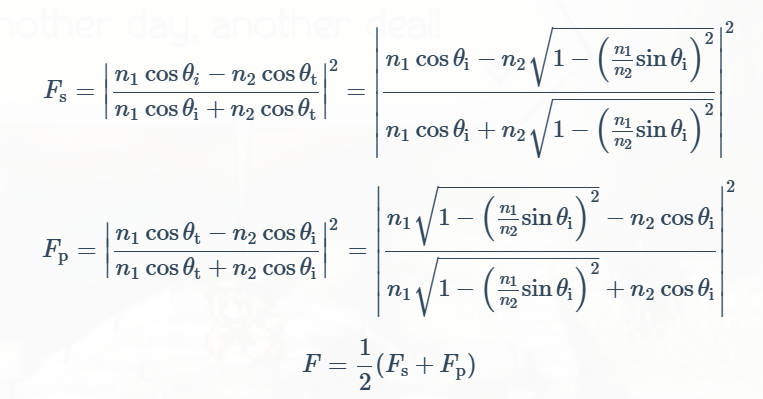 nother day, another deal!
F_s = |(n_1 cos θ_i − n_2 cos θ_t)/(n_1 cos θ_i + n_2 cos θ_t)|^2 = |(n_1 cos θ_i − n_2 √(1 − (n_1/n_2 sin θ_i)^2))/(n_1 cos θ_i + n_2 √(1 − (n_1/n_2 sin θ_i)^2))|^2
F_p = |(n_1 cos θ_t − n_2 cos θ_i)/(n_1 cos θ_t + n_2 cos θ_i)|^2 = |(n_1 √(1 − (n_1/n_2 sin θ_i)^2) − n_2 cos θ_i)/(n_1 √(1 − (n_1/n_2 sin θ_i)^2) + n_2 cos θ_i)|^2
F = 1/2 (F_s + F_p)